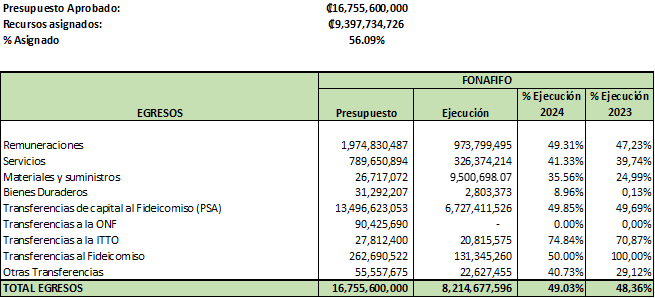 Presupuesto Aprobado: ₡16,755,600,000
Recursos asignados: ₡9,397,734,726
% Asignado 56.09%
FONAFIFO
EGRESOS Presupuesto Ejecución % Ejecución 2024 % Ejecución 2023
Remuneraciones 1,974,830,487 973,799,495 49.31% 47,23%
Servicios 789,650,894 326,374,214 41.33% 39,74%
Materiales y suministros 26,717,072 9,500,698.07 35.56% 24,99%
Bienes Duraderos 31,292,207 2,803,373 8.96% 0,13%
Transferencias de capital al Fideicomiso (PSA) 13,496,623,053 6,727,411,526 49.85% 49,69%
Transferencias a la ONF 90,425,690 - 0.00% 0,00%
Transferencias a la ITTO 27,812,400 20,815,575 74.84% 70,87%
Transferencias al Fideicomiso 262,690,522 131,345,260 50.00% 100,00%
Otras Transferencias 55,557,675 22,627,455 40.73% 29,12%
TOTAL EGRESOS 16,755,600,000 8,214,677,596 49.03% 48,36%